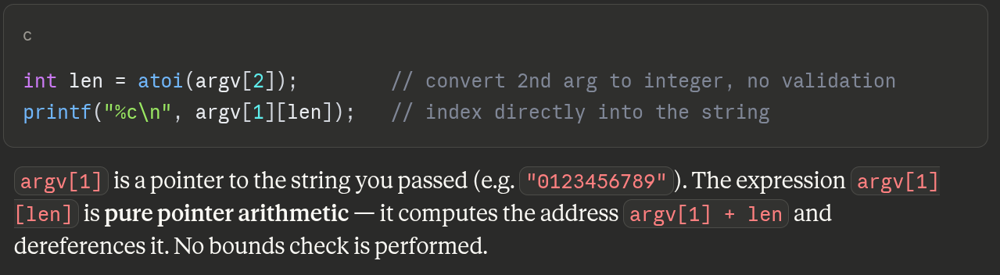 c
int len = atoi(argv[2]);        // convert 2nd arg to integer, no validation
printf("%c\n", argv[1][len]);   // index directly into the string
argv[1] is a pointer to the string you passed (e.g. "0123456789"). The expression argv[1]
[len] is pure pointer arithmetic — it computes the address argv[1] + len and
dereferences it. No bounds check is performed.